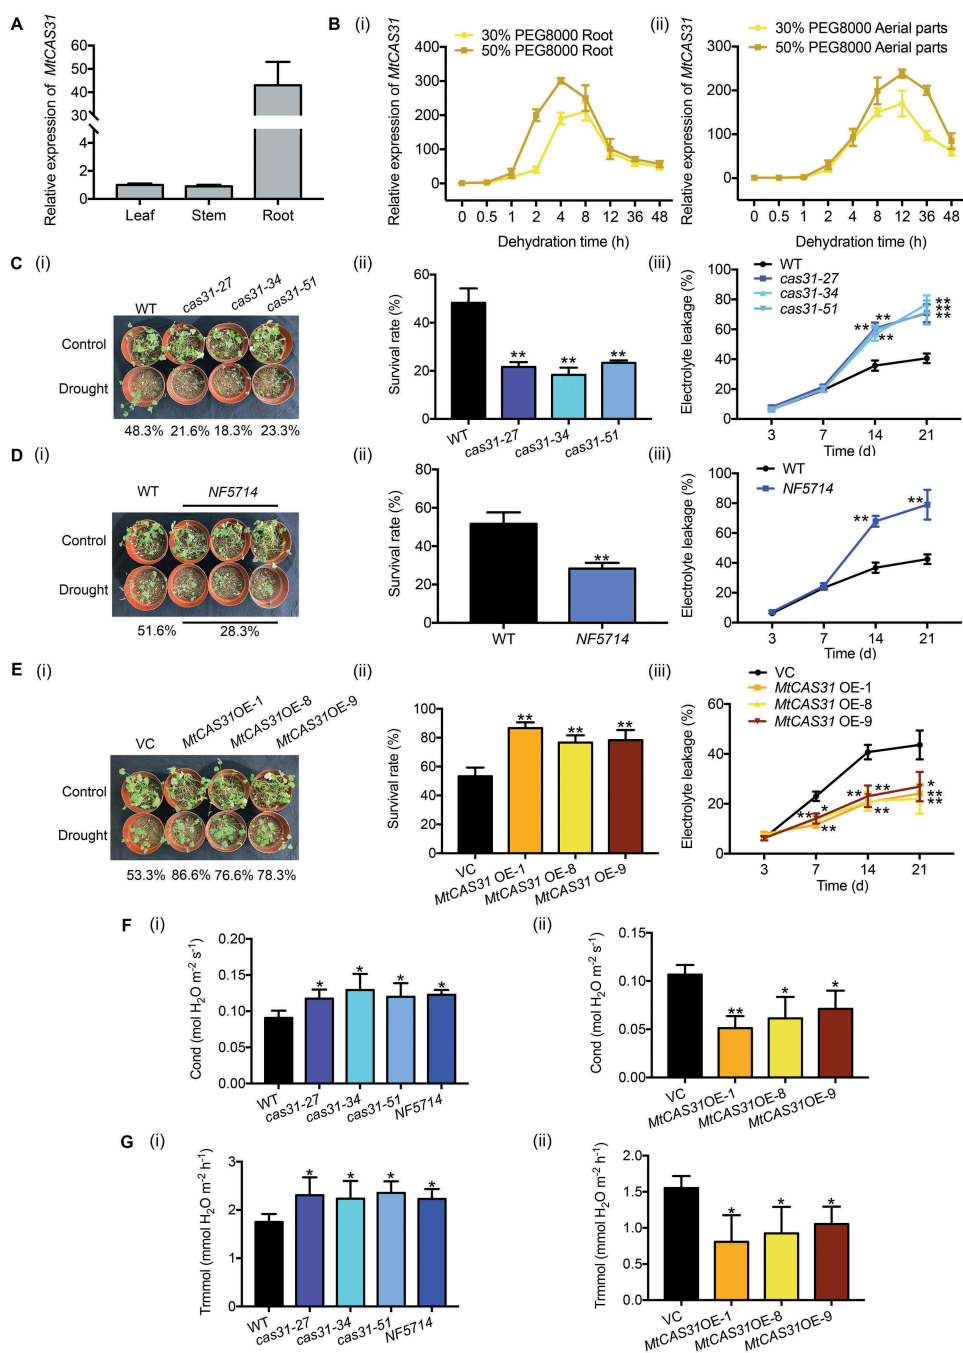 A
Relative expression of MtCAS31
60
50
40
30
4
2
0
Leaf Stem Root
B (i)
30% PEG8000 Root
50% PEG8000 Root
Relative expression of MtCAS31
400
300
200
100
0
0 0.5 1 2 4 8 12 36 48
Dehydration time (h)
(ii)
30% PEG8000 Aerial parts
50% PEG8000 Aerial parts
Relative expression of MtCAS31
300
200
100
0
0 0.5 1 2 4 8 12 36 48
Dehydration time (h)
C (i)
WT cas31-27 cas31-34 cas31-51
Control
Drought
48.3% 21.6% 18.3% 23.3%
(ii)
Survival rate (%)
60
40
20
0
** ** **
WT cas31-27 cas31-34 cas31-51
(iii)
WT
cas31-27
cas31-34
cas31-51
Electrolyte leakage (%)
100
80
60
40
20
0
** ** **
** ** **
3 7 14 21
Time (d)
D (i)
WT NF5714
Control
Drought
51.6% 28.3%
(ii)
Survival rate (%)
80
60
40
20
0
**
WT NF5714
(iii)
WT
NF5714
Electrolyte leakage (%)
100
80
60
40
20
0
** **
3 7 14 21
Time (d)
E (i)
VC MtCAS31OE-1 MtCAS31OE-8 MtCAS31OE-9
Control
Drought
53.3% 86.6% 76.6% 78.3%
(ii)
Survival rate (%)
100
80
60
40
20
0
** ** **
VC MtCAS31 OE-1 MtCAS31 OE-8 MtCAS31 OE-9
(iii)
VC
MtCAS31 OE-1
MtCAS31 OE-8
MtCAS31 OE-9
Electrolyte leakage (%)
60
40
20
0
** * **
** ** **
* ** **
3 7 14 21
Time (d)
F (i)
Cond (mol H2O m−2 s−1)
0.20
0.15
0.10
0.05
0.00
* * * *
WT cas31-27 cas31-34 cas31-51 NF5714
(ii)
Cond (mol H2O m−2 s−1)
0.15
0.10
0.05
0.00
** * *
VC MtCAS31OE-1 MtCAS31OE-8 MtCAS31OE-9
G (i)
Trmmol (mmol H2O m−2 h−1)
3
2
1
0
* * * *
WT cas31-27 cas31-34 cas31-51 NF5714
(ii)
Trmmol (mmol H2O m−2 h−1)
2.0
1.5
1.0
0.5
0.0
* * *
VC MtCAS31OE-1 MtCAS31OE-8 MtCAS31OE-9